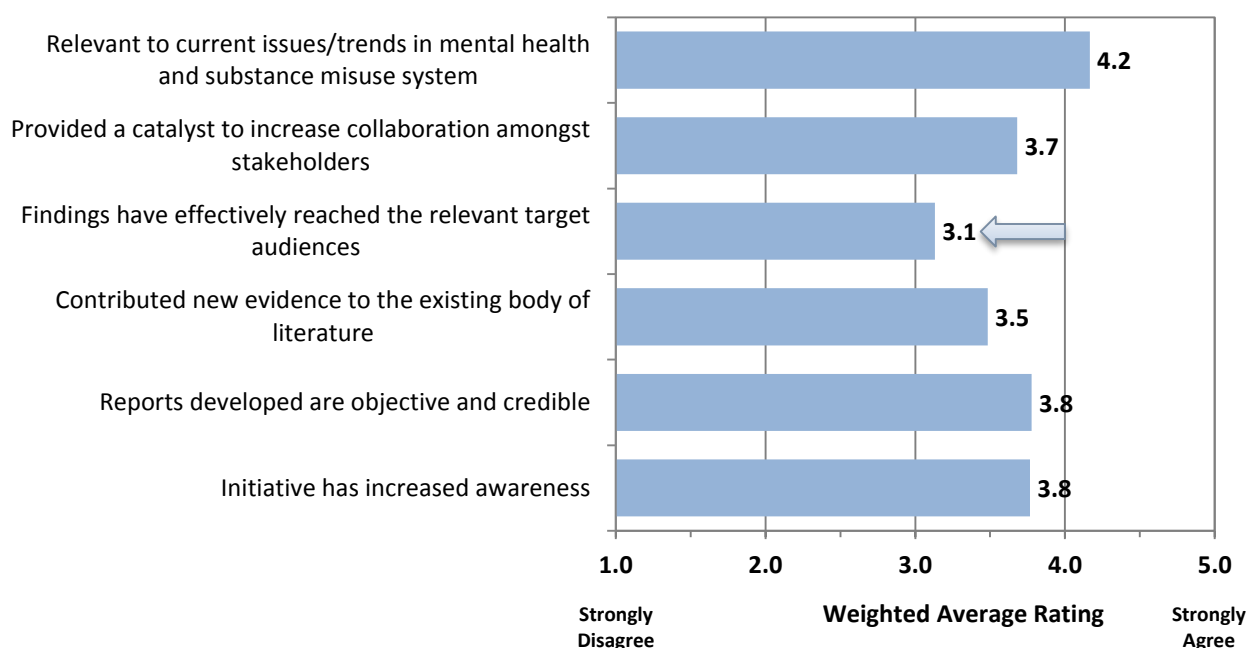 Relevant to current issues/trends in mental health
and substance misuse system
4.2
Provided a catalyst to increase collaboration amongst
stakeholders
3.7
Findings have effectively reached the relevant target
audiences
3.1
Contributed new evidence to the existing body of
literature
3.5
Reports developed are objective and credible
3.8
Initiative has increased awareness
3.8
1.0 2.0 3.0 4.0 5.0
Strongly
Disagree
Weighted Average Rating
Strongly
Agree